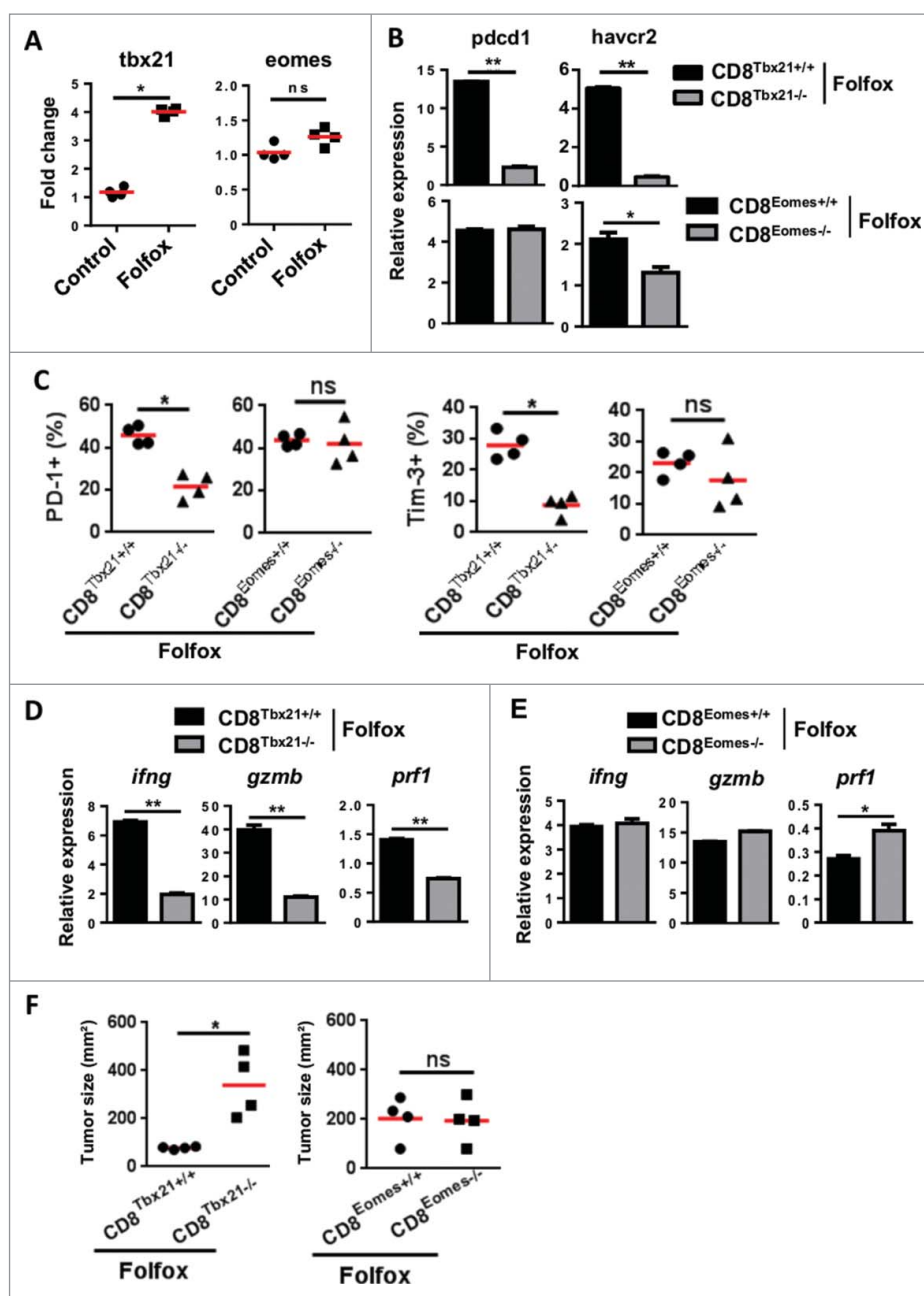 A
tbx21
eomes
Fold change
5
4
3
2
1
0
*
Control
Folfox
2.0
1.5
1.0
0.5
0
ns
Control
Folfox
B
pdcd1
havcr2
Relative expression
15
10
5
0
**
6
4
2
0
**
CD8Tbx21+/+
CD8Tbx21-/-
Folfox
6
4
2
0
3
2
1
0
*
CD8Eomes+/+
CD8Eomes-/-
Folfox
C
PD-1+ (%)
60
40
20
0
*
CD8Tbx21+/+
CD8Tbx21-/-
60
40
20
0
ns
CD8Eomes+/+
CD8Eomes-/-
Folfox
Tim-3+ (%)
40
30
20
10
0
*
CD8Tbx21+/+
CD8Tbx21-/-
40
30
20
10
0
ns
CD8Eomes+/+
CD8Eomes-/-
Folfox
D
CD8Tbx21+/+
CD8Tbx21-/-
Folfox
ifng
gzmb
prf1
Relative expression
8
6
4
2
0
**
50
40
30
20
10
0
**
2.0
1.5
1.0
0.5
0
**
E
CD8Eomes+/+
CD8Eomes-/-
Folfox
ifng
gzmb
prf1
Relative expression
5
4
3
2
1
0
20
15
10
5
0
0.5
0.4
0.3
0.2
0.1
0
*
F
Tumor size (mm²)
600
400
200
0
*
CD8Tbx21+/+
CD8Tbx21-/-
Folfox
Tumor size (mm²)
600
400
200
0
ns
CD8Eomes+/+
CD8Eomes-/-
Folfox